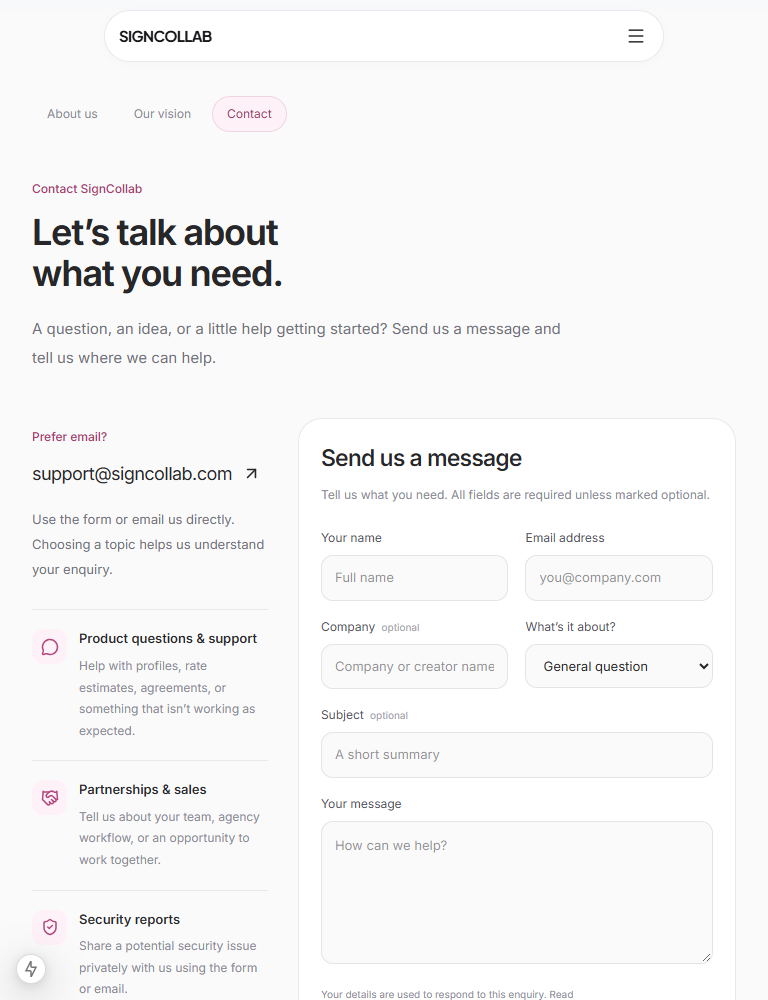 SIGNCOLLAB
About us
Our vision
Contact
Contact SignCollab
Let’s talk about
what you need.
A question, an idea, or a little help getting started? Send us a message and
tell us where we can help.
Prefer email?
support@signcollab.com
Use the form or email us directly.
Choosing a topic helps us understand
your enquiry.
Product questions & support
Help with profiles, rate
estimates, agreements, or
something that isn’t working as
expected.
Partnerships & sales
Tell us about your team, agency
workflow, or an opportunity to
work together.
Security reports
Share a potential security issue
privately with us using the form
or email.
Send us a message
Tell us what you need. All fields are required unless marked optional.
Your name
Full name
Email address
you@company.com
Company optional
Company or creator name
What’s it about?
General question
Subject optional
A short summary
Your message
How can we help?
Your details are used to respond to this enquiry. Read